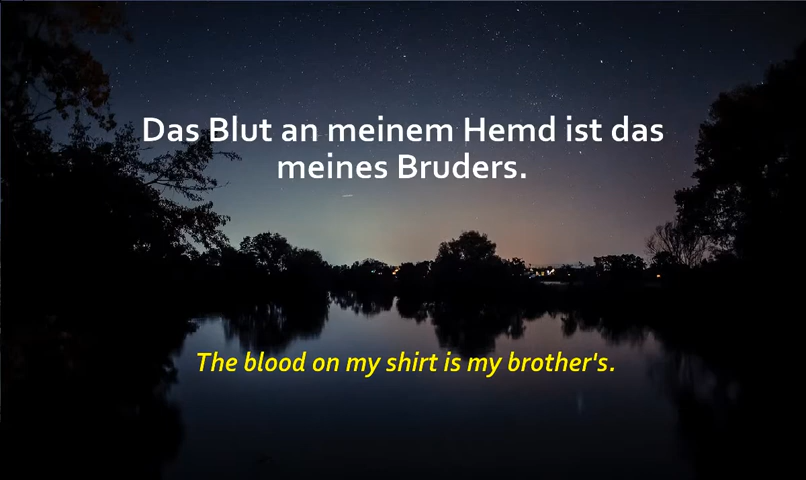 Das Blut an meinem Hemd ist das
meines Bruders.
The blood on my shirt is my brother's.